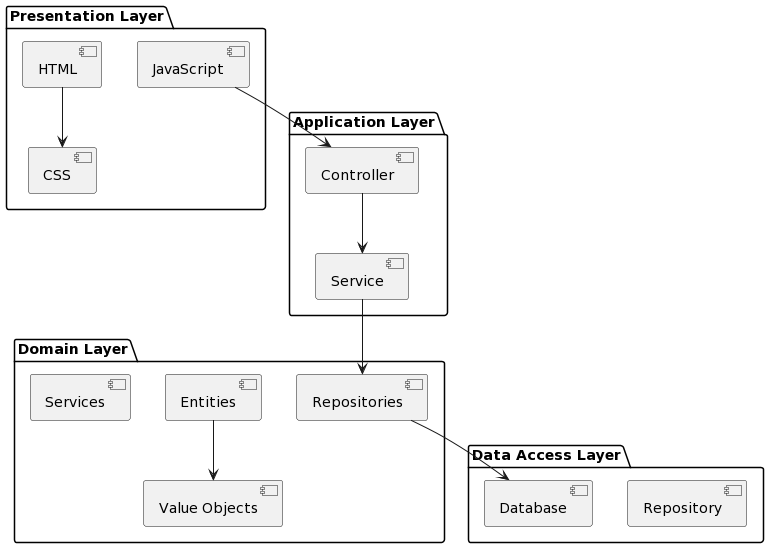 Presentation Layer
HTML
JavaScript
CSS
Application Layer
Controller
Service
Domain Layer
Services
Entities
Repositories
Value Objects
Data Access Layer
Database
Repository